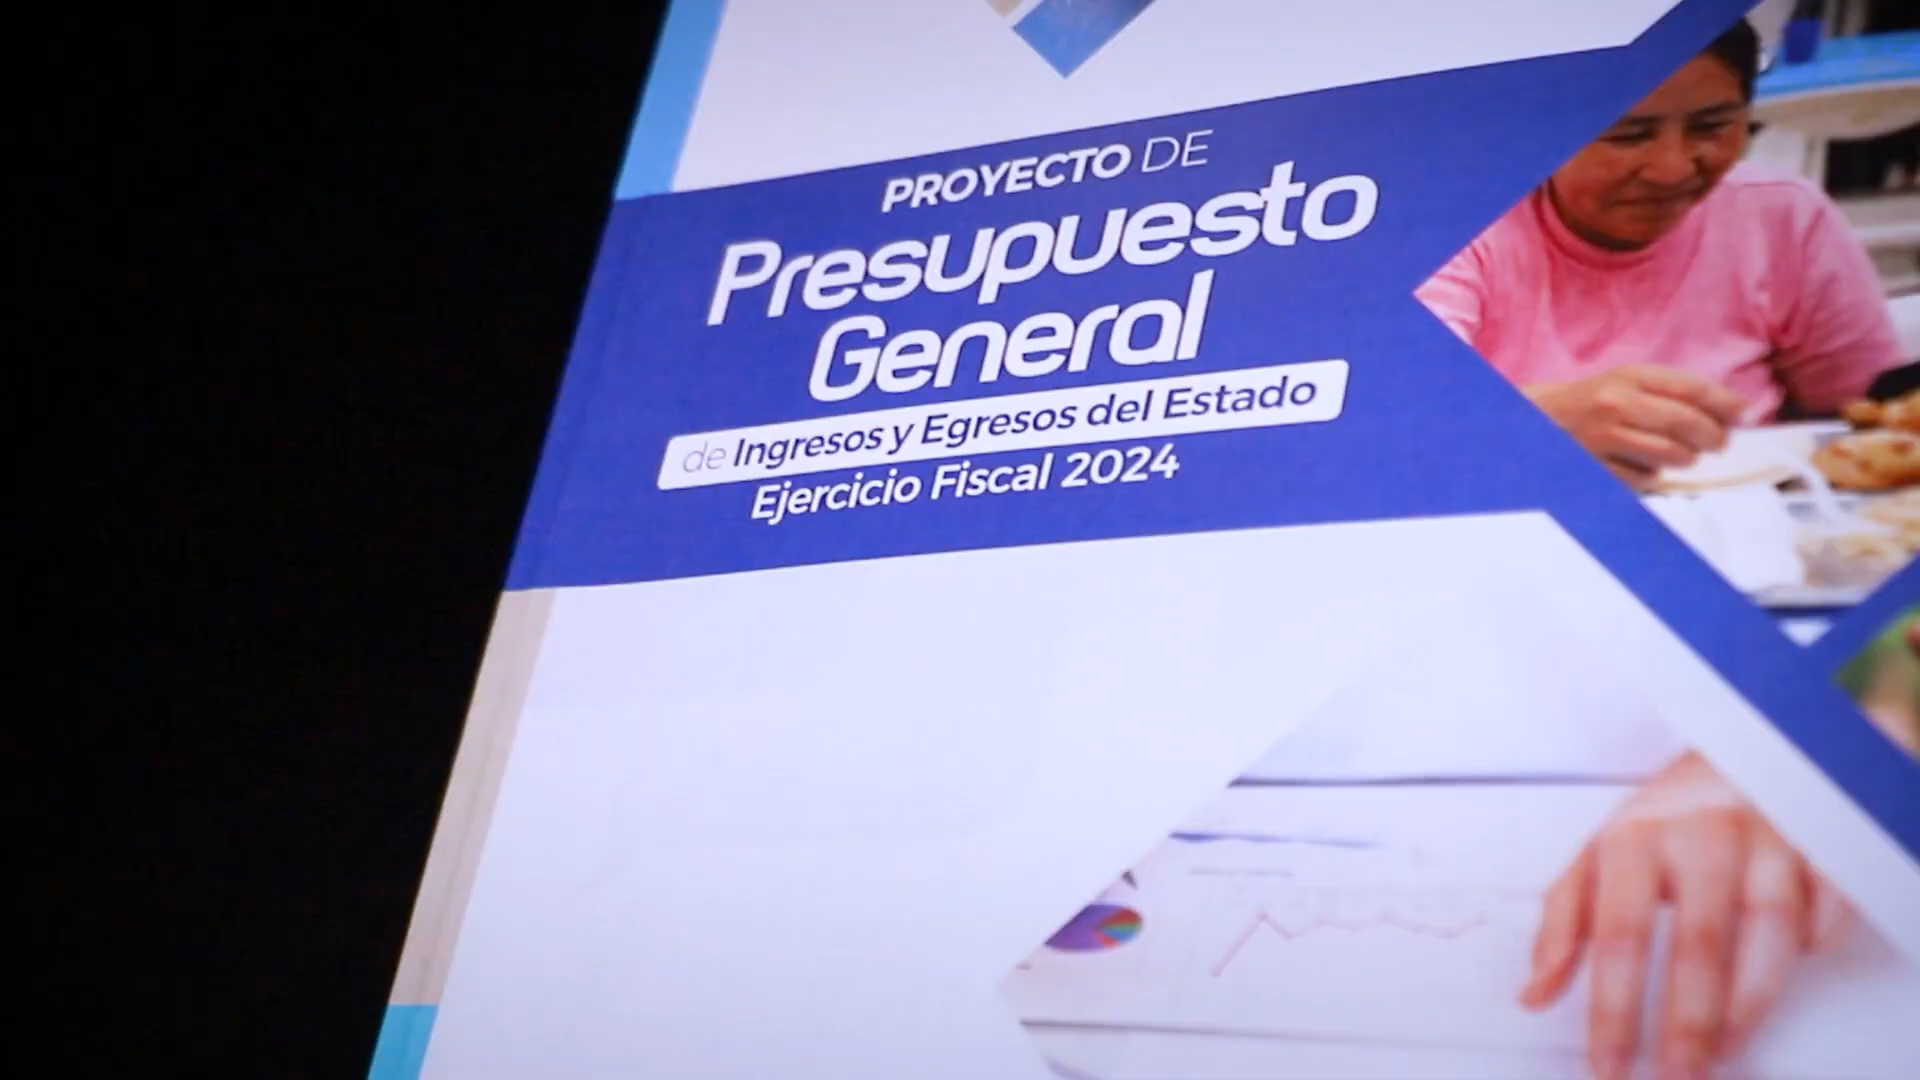 PROYECTO DE
Presupuesto
General
de Ingresos y Egresos del Estado
Ejercicio Fiscal 2024